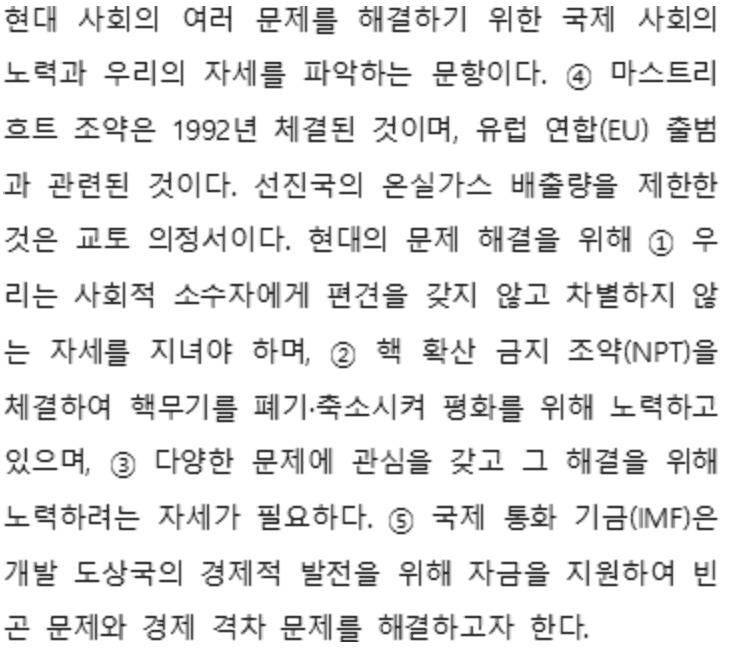 현대 사회의 여러 문제를 해결하기 위한 국제 사회의
노력과 우리의 자세를 파악하는 문항이다. ④ 마스트리
흐트 조약은 1992년 체결된 것이며, 유럽 연합(EU) 출범
과 관련된 것이다. 선진국의 온실가스 배출량을 제한한
것은 교토 의정서이다. 현대의 문제 해결을 위해 ① 우
리는 사회적 소수자에게 편견을 갖지 않고 차별하지 않
는 자세를 지녀야 하며, ② 핵 확산 금지 조약(NPT)을
체결하여 핵무기를 폐기·축소시켜 평화를 위해 노력하고
있으며, ③ 다양한 문제에 관심을 갖고 그 해결을 위해
노력하려는 자세가 필요하다. ⑤ 국제 통화 기금(IMF)은
개발 도상국의 경제적 발전을 위해 자금을 지원하여 빈
곤 문제와 경제 격차 문제를 해결하고자 한다.